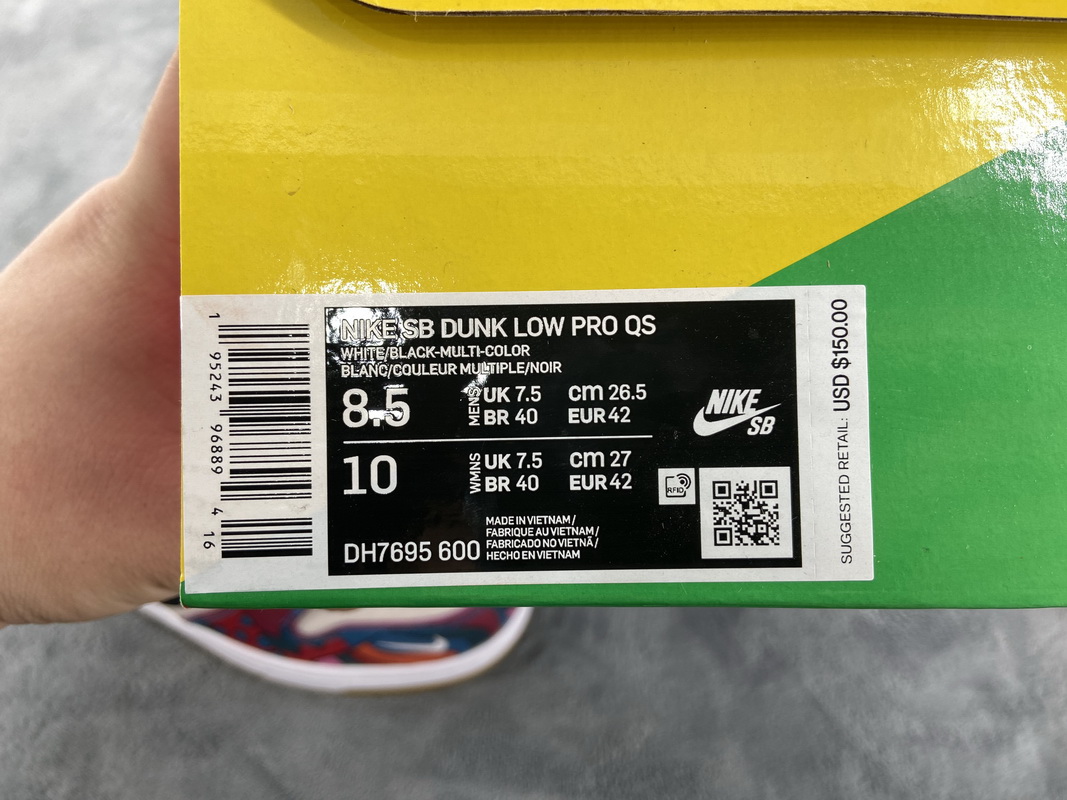 1 95243 96889 4 16
NIKE SB DUNK LOW PRO QS
WHITE/BLACK-MULTI-COLOR
BLANC/COULEUR MULTIPLE/NOIR
8.5 MENS UK 7.5 CM 26.5
BR 40 EUR 42
10 WMNS UK 7.5 CM 27
BR 40 EUR 42
NIKE
SB
RFID
DH7695 600
MADE IN VIETNAM /
FABRIQUE AU VIETNAM /
FABRICADO NO VIETNÃ /
HECHO EN VIETNAM
SUGGESTED RETAIL: USD $150.00